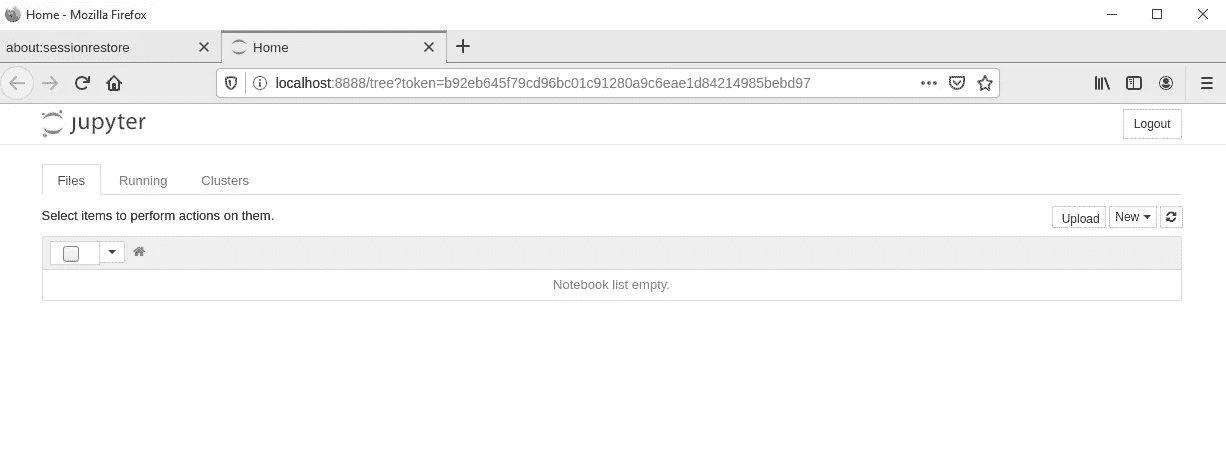 Home - Mozilla Firefox
about:sessionrestore Home
localhost:8888/tree?token=b92eb645f79cd96bc01c91280a9c6eae1d84214985bebd97
jupyter Logout
Files Running Clusters
Select items to perform actions on them. Upload New
Notebook list empty.